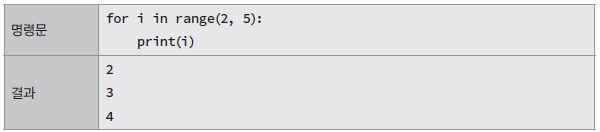 명령문
for i in range(2, 5):
    print(i)
결과
2
3
4